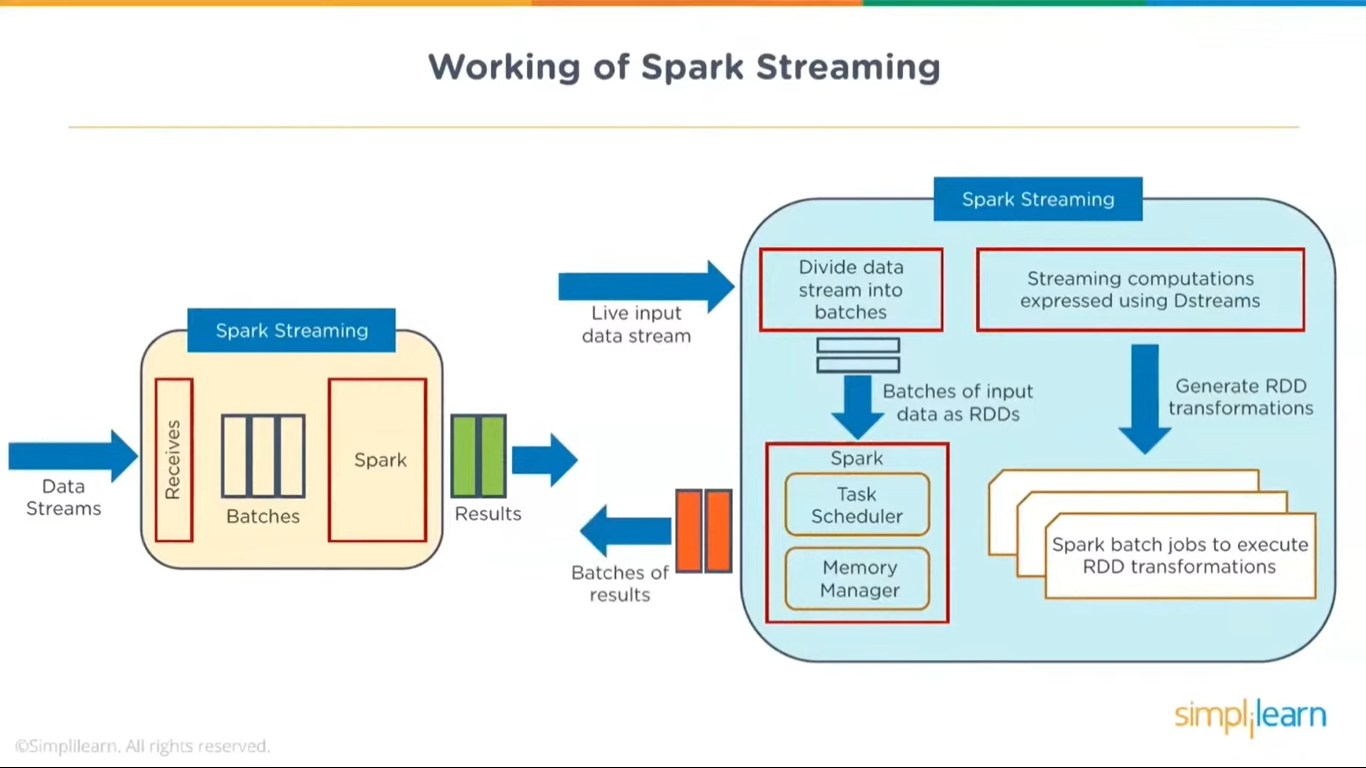 Working of Spark Streaming
Spark Streaming
Receives
Batches
Spark
Data
Streams
Results
Live input
data stream
Batches of
results
Spark Streaming
Divide data
stream into
batches
Streaming computations
expressed using Dstreams
Batches of input
data as RDDs
Generate RDD
transformations
Spark
Task
Scheduler
Memory
Manager
Spark batch jobs to execute
RDD transformations
simplilearn
©Simplilearn. All rights reserved.